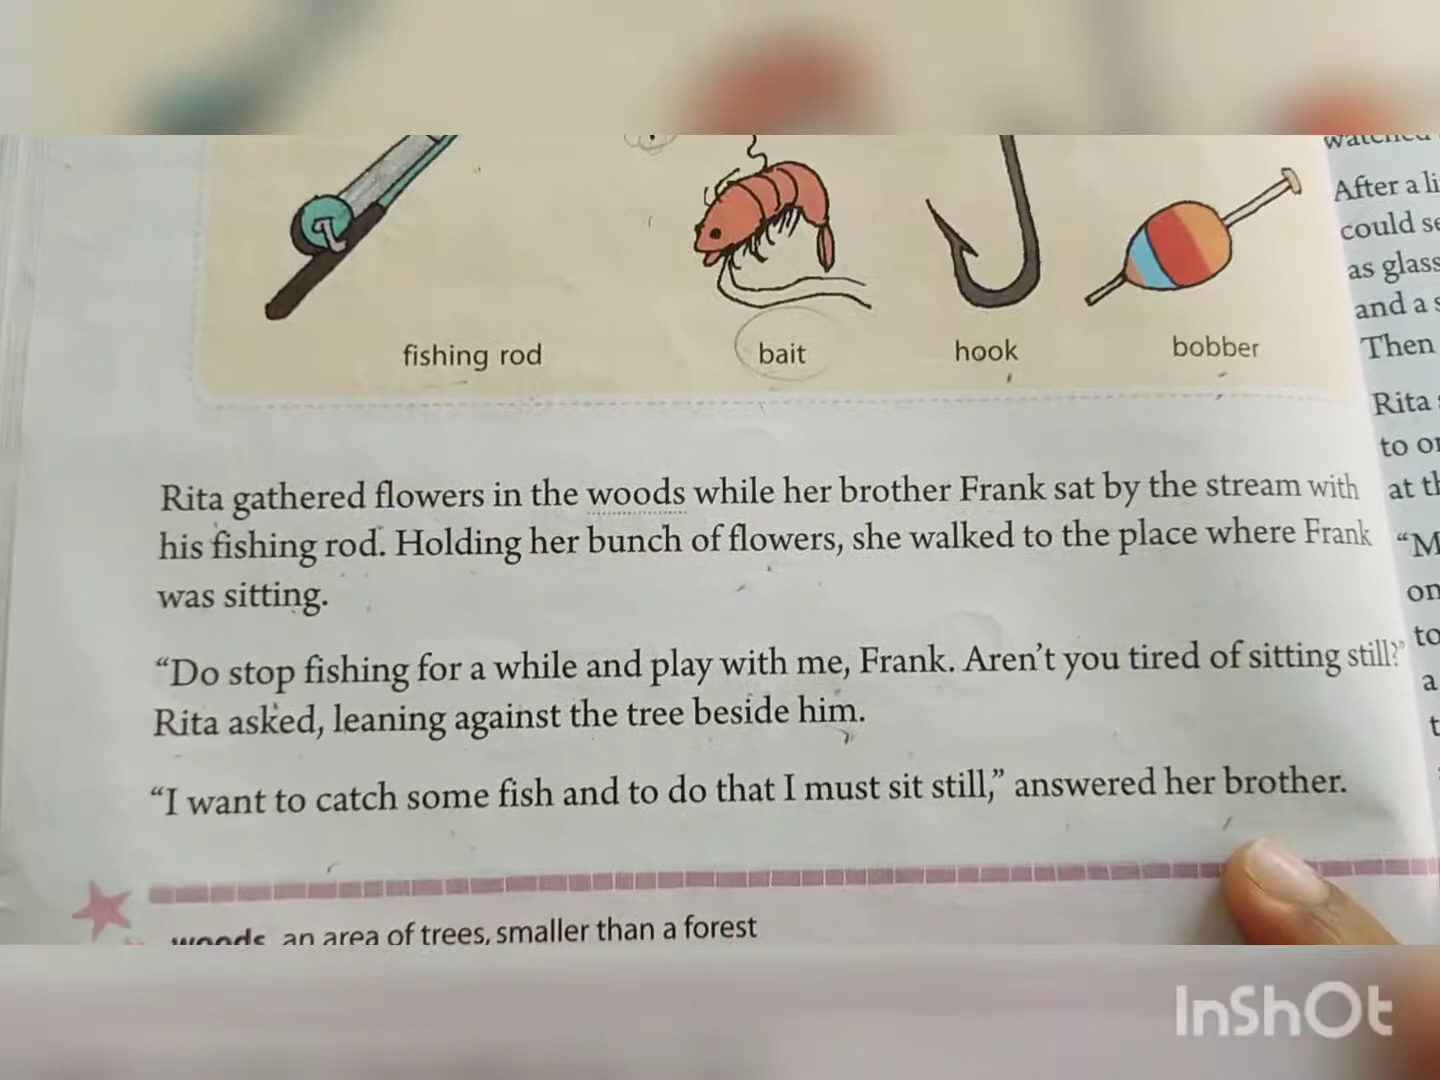 fishing rod
bait
hook
bobber
Rita gathered flowers in the woods while her brother Frank sat by the stream with
his fishing rod. Holding her bunch of flowers, she walked to the place where Frank
was sitting.
“Do stop fishing for a while and play with me, Frank. Aren’t you tired of sitting still?”
Rita asked, leaning against the tree beside him.
“I want to catch some fish and to do that I must sit still,” answered her brother.
woods an area of trees, smaller than a forest
watched
After a li
could se
as glass
and a s
Then
Rita
to or
at th
“M
on
to
a
t
InShOt